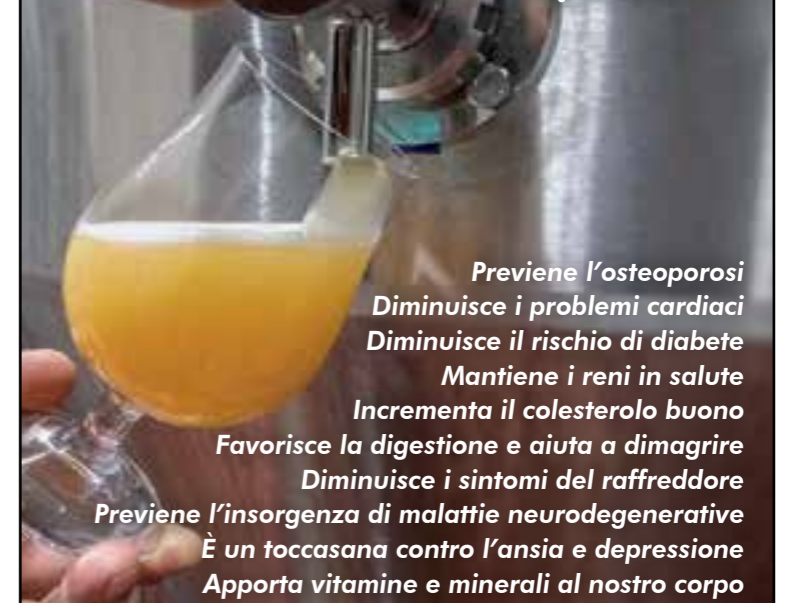 Previene l’osteoporosi
Diminuisce i problemi cardiaci
Diminuisce il rischio di diabete
Mantiene i reni in salute
Incrementa il colesterolo buono
Favorisce la digestione e aiuta a dimagrire
Diminuisce i sintomi del raffreddore
Previene l’insorgenza di malattie neurodegenerative
È un toccasana contro l’ansia e depressione
Apporta vitamine e minerali al nostro corpo